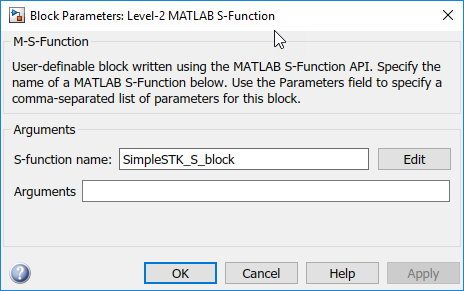 Block Parameters: Level-2 MATLAB S-Function
M-S-Function
User-definable block written using the MATLAB S-Function API. Specify the
name of a MATLAB S-Function below. Use the Parameters field to specify a
comma-separated list of parameters for this block.
Arguments
S-function name: SimpleSTK_S_block Edit
Arguments
? OK Cancel Help Apply